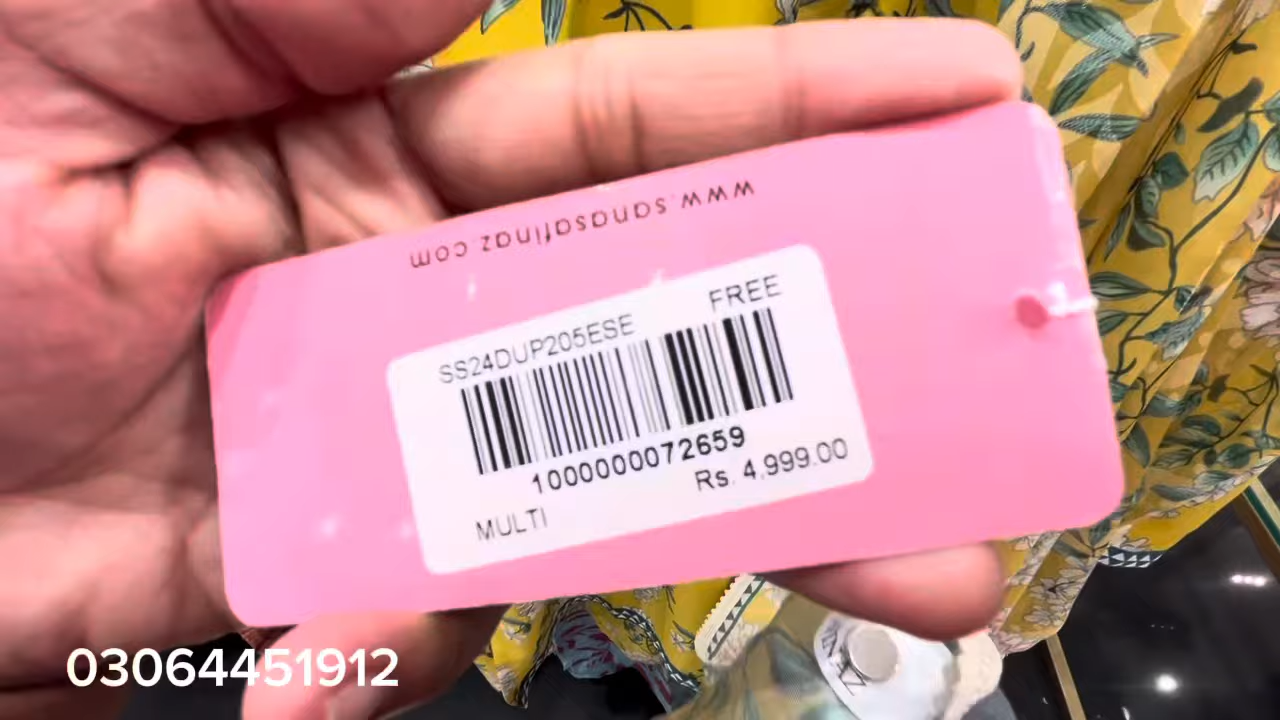 www.sanasafinaz.com
SS24DUP205ESE FREE
1000000072659
Rs. 4,999.00
MULTI
03064451912